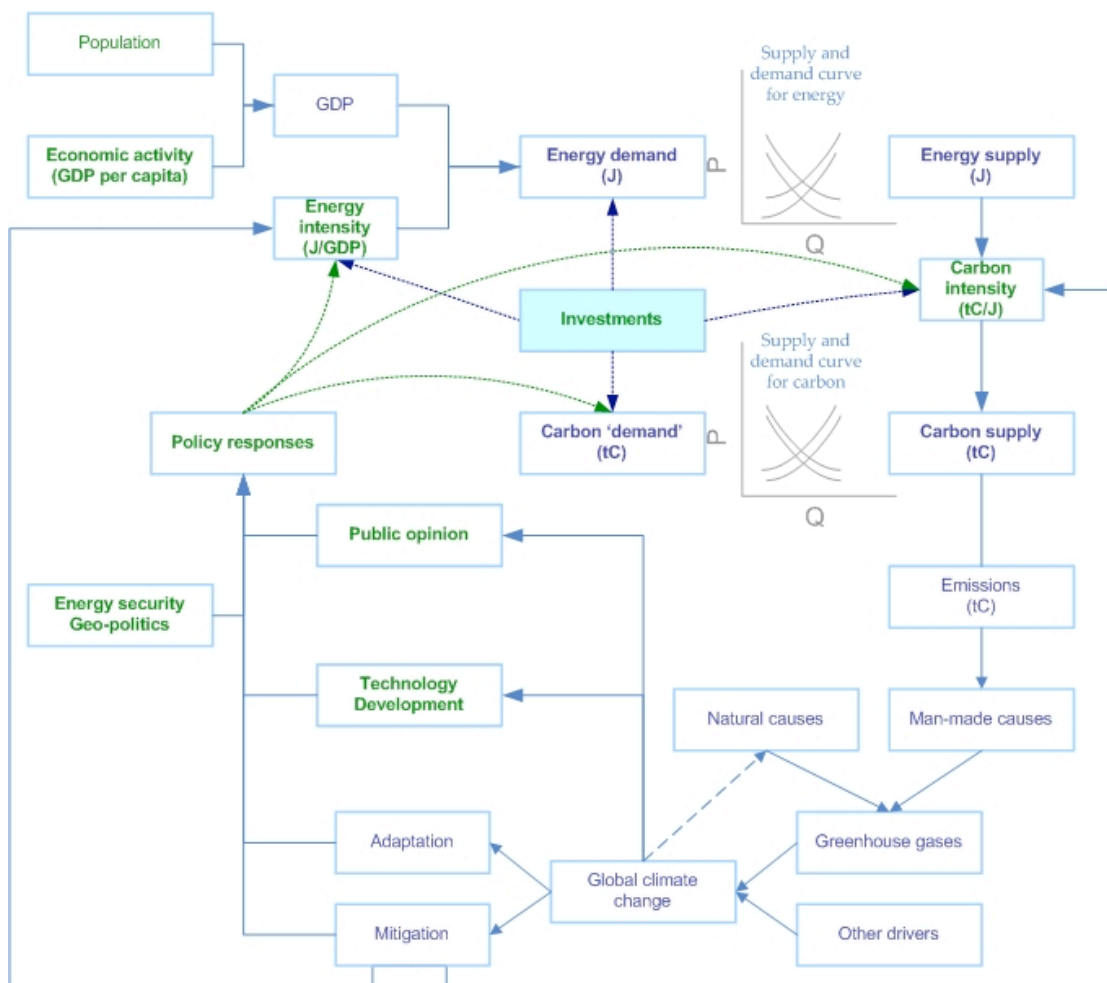 Population
GDP
Economic activity
(GDP per capita)
Energy demand
(J)
Supply and
demand curve
for energy
P
Q
Energy supply
(J)
Energy
intensity
(J/GDP)
Carbon
intensity
(tC/J)
Investments
Supply and
demand curve
for carbon
P
Q
Policy responses
Carbon ‘demand’
(tC)
Carbon supply
(tC)
Public opinion
Emissions
(tC)
Energy security
Geo-politics
Technology
Development
Natural causes
Man-made causes
Adaptation
Greenhouse gases
Global climate
change
Mitigation
Other drivers